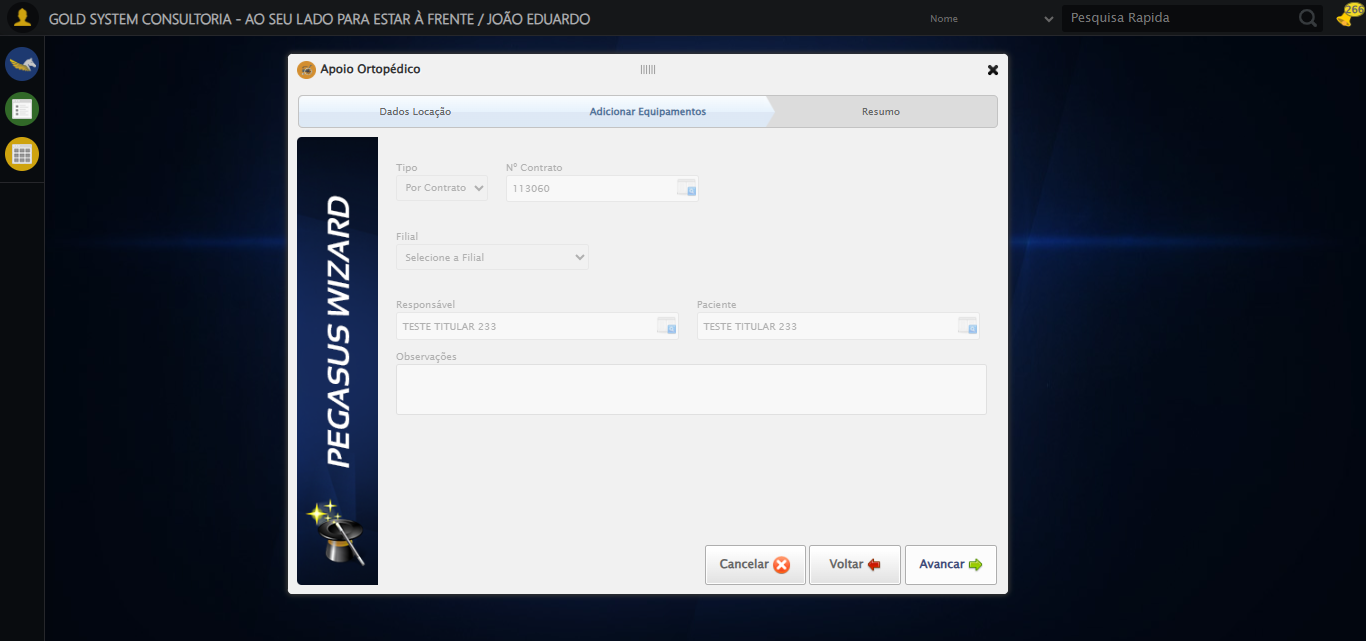 GOLD SYSTEM CONSULTORIA - AO SEU LADO PARA ESTAR À FRENTE / JOÃO EDUARDO
Nome
Pesquisa Rapida
266
Apoio Ortopédico
Dados Locação
Adicionar Equipamentos
Resumo
PEGASUS WIZARD
Tipo
Nº Contrato
Por Contrato
113060
Filial
Selecione a Filial
Responsável
Paciente
TESTE TITULAR 233
TESTE TITULAR 233
Observações
Cancelar
Voltar
Avancar